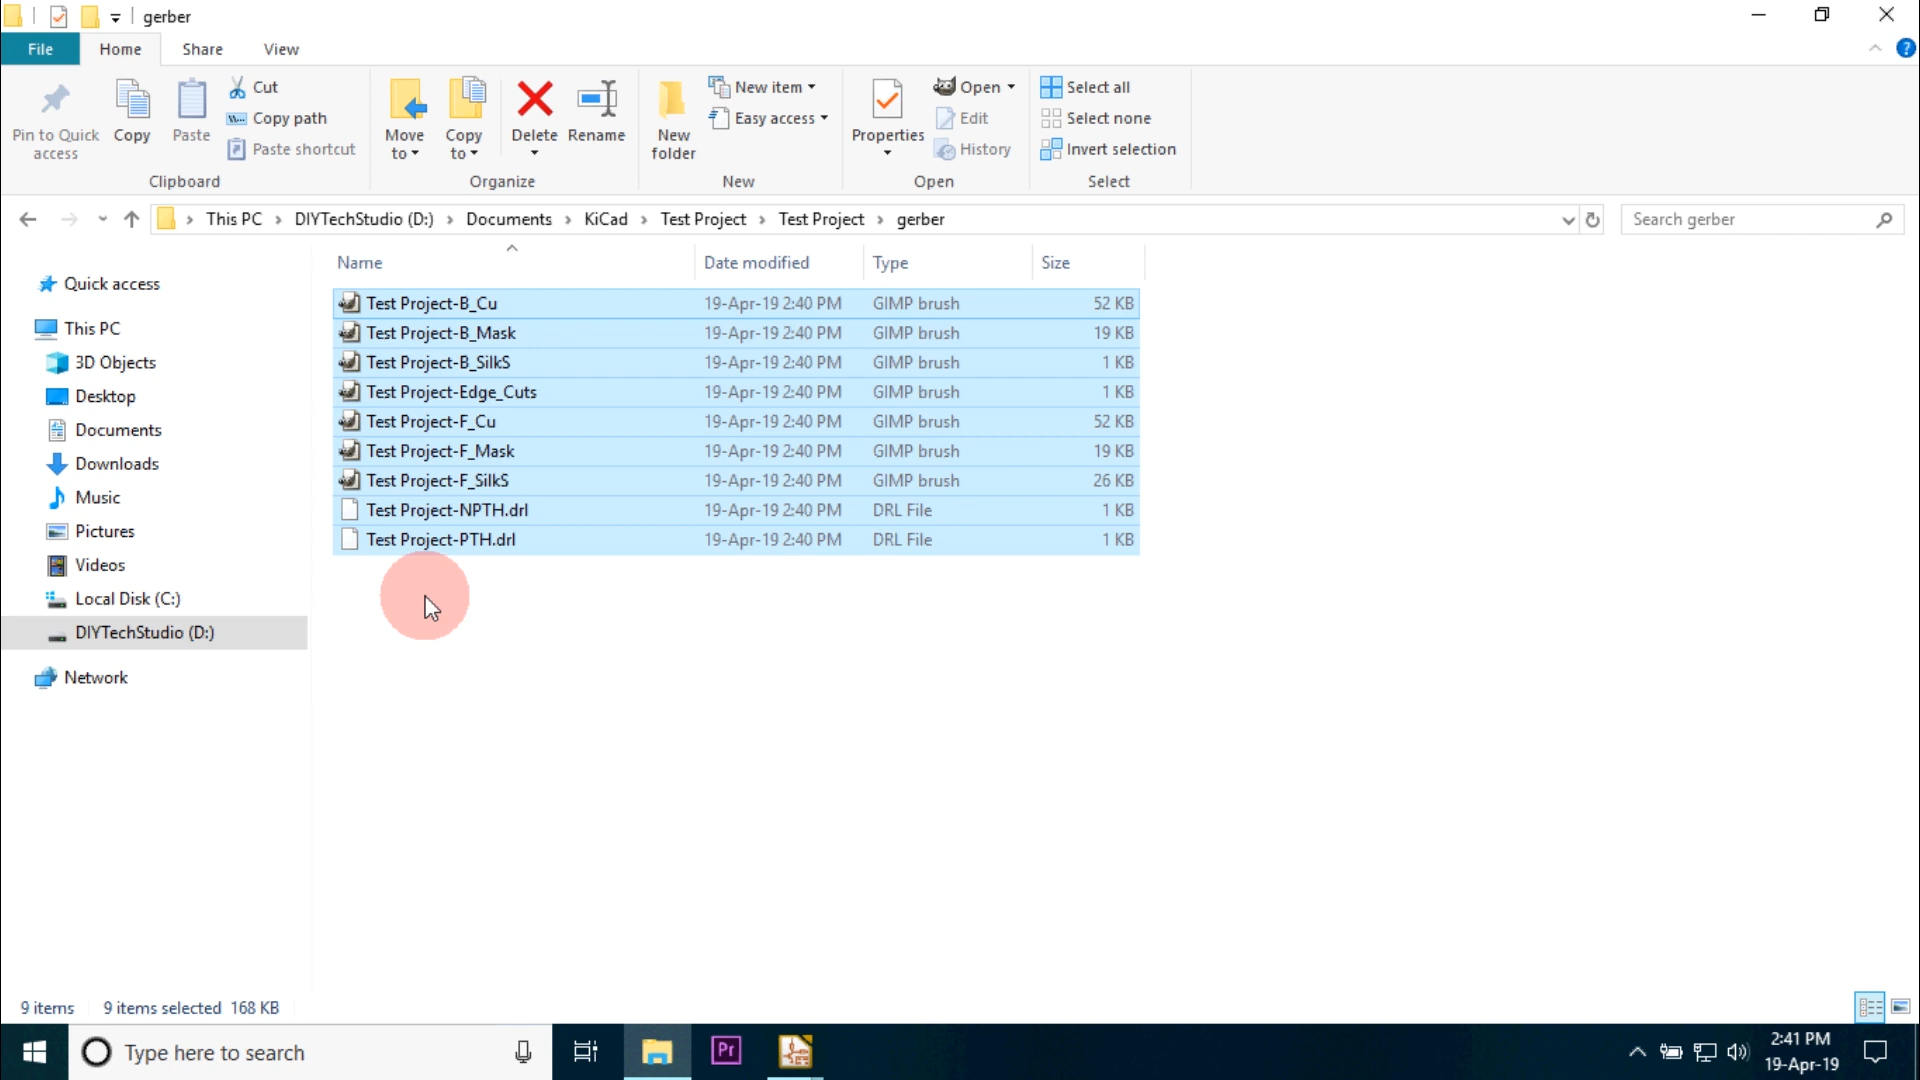 gerber
File Home Share View
Pin to Quick access
Copy
Paste
Cut
Copy path
Paste shortcut
Clipboard
Move to
Copy to
Delete
Rename
Organize
New folder
New item
Easy access
New
Properties
Open
Edit
History
Open
Select all
Select none
Invert selection
Select
This PC > DIYTechStudio (D:) > Documents > KiCad > Test Project > Test Project > gerber
Search gerber
Quick access
This PC
3D Objects
Desktop
Documents
Downloads
Music
Pictures
Videos
Local Disk (C:)
DIYTechStudio (D:)
Network
Name Date modified Type Size
Test Project-B_Cu 19-Apr-19 2:40 PM GIMP brush 52 KB
Test Project-B_Mask 19-Apr-19 2:40 PM GIMP brush 19 KB
Test Project-B_SilkS 19-Apr-19 2:40 PM GIMP brush 1 KB
Test Project-Edge_Cuts 19-Apr-19 2:40 PM GIMP brush 1 KB
Test Project-F_Cu 19-Apr-19 2:40 PM GIMP brush 52 KB
Test Project-F_Mask 19-Apr-19 2:40 PM GIMP brush 19 KB
Test Project-F_SilkS 19-Apr-19 2:40 PM GIMP brush 26 KB
Test Project-NPTH.drl 19-Apr-19 2:40 PM DRL File 1 KB
Test Project-PTH.drl 19-Apr-19 2:40 PM DRL File 1 KB
9 items 9 items selected 168 KB
Type here to search
Pr
2:41 PM
19-Apr-19